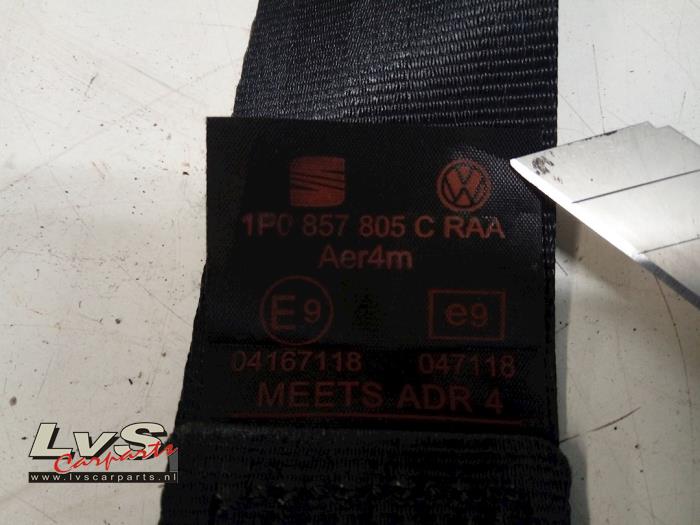 1P0 857 805 C RAA
Aer4m
E9 e9
04167118 047118
MEETS ADR 4
LvS
Carparts
www.lvscarparts.nl